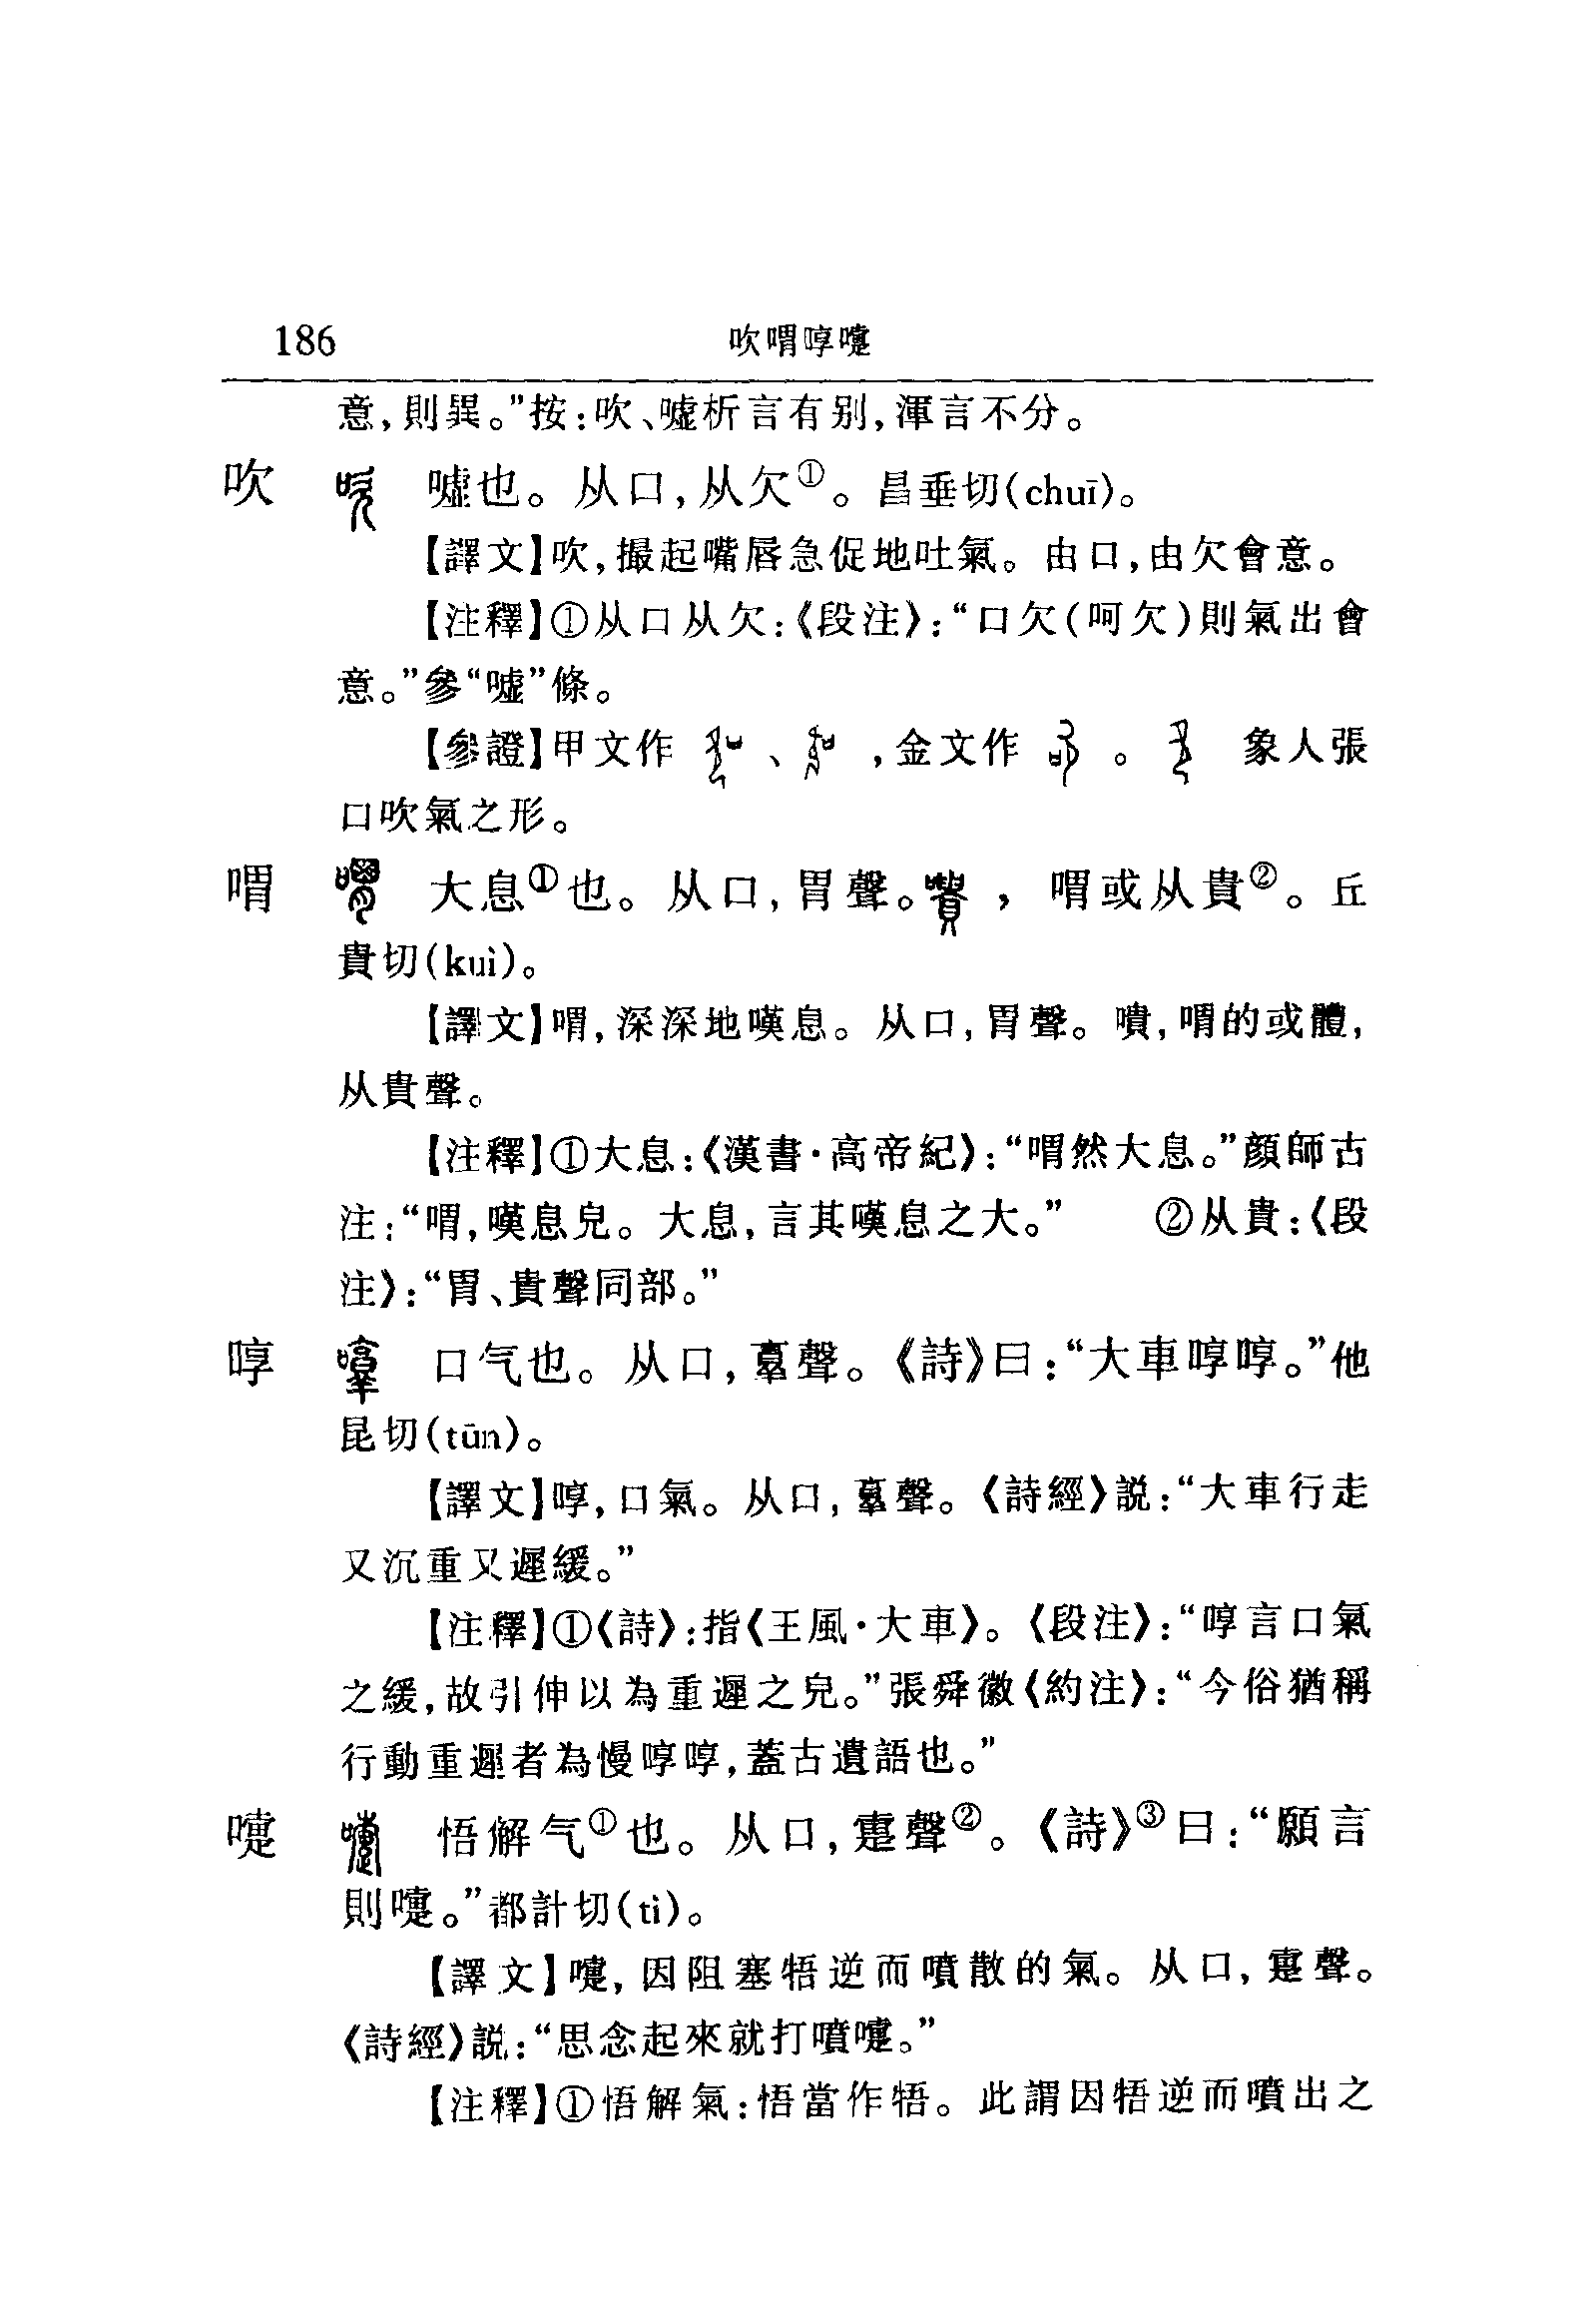 186 吹喟啍嚏
意,則異。”按:吹、噓析言有别,渾言不分。
吹 噓也。从口,从欠①。昌垂切(chuī)。
【譯文】吹,撮起嘴唇急促地吐氣。由口,由欠會意。
【注釋】①从口从欠:《段注》:“口欠(呵欠)則氣出會
意。”參“噓”條。
【參證】甲文作 、 ,金文作 。 象人張
口吹氣之形。
喟 大息①也。从口,胃聲。 ,喟或从貴②。丘
貴切(kuì)。
【譯文】喟,深深地嘆息。从口,胃聲。嘳,喟的或體,
从貴聲。
【注釋】①大息:《漢書·高帝紀》:“喟然大息。”顏師古
注:“喟,嘆息皃。大息,言其嘆息之大。” ②从貴:《段
注》:“胃、貴聲同部。”
啍 口气也。从口,𦎫聲。《詩》曰:“大車啍啍。”他
昆切(tūn)。
【譯文】啍,口氣。从口,𦎫聲。《詩經》説:“大車行走
又沉重又遲緩。”
【注釋】①《詩》:指《王風·大車》。《段注》:“啍言口氣
之緩,故引伸以為重遲之皃。”張舜徽《約注》:“今俗猶稱
行動重遲者為慢啍啍,蓋古遺語也。”
嚏 悟解气①也。从口,疐聲②。《詩》③曰:“願言
則嚏。”都計切(tì)。
【譯文】嚏,因阻塞啎逆而噴散的氣。从口,疐聲。
《詩經》説:“思念起來就打噴嚏。”
【注釋】①悟解氣:悟當作啎。此謂因啎逆而噴出之